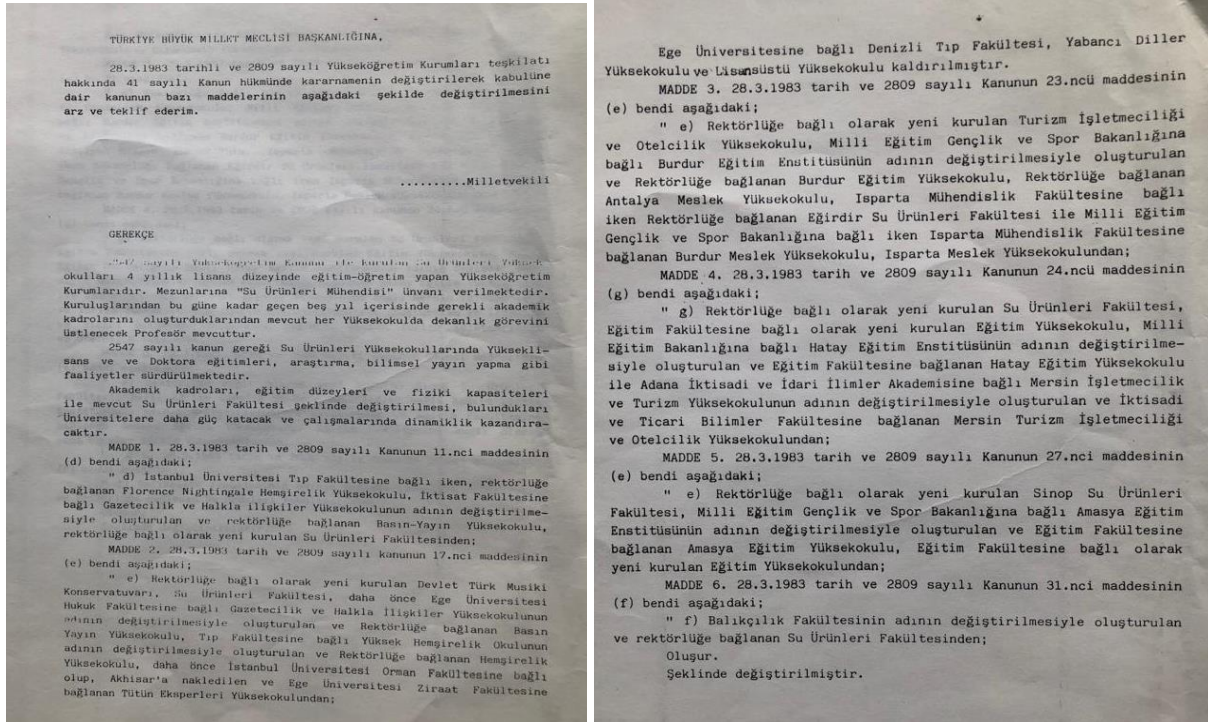 TÜRKİYE BÜYÜK MİLLET MECLİSİ BAŞKANLIĞINA,
28.3.1983 tarihli ve 2809 sayılı Yükseköğretim Kurumları teşkilatı
hakkında 41 sayılı Kanun hükmünde kararnamenin değiştirilerek kabulüne
dair kanunun bazı maddelerinin aşağıdaki şekilde değiştirilmesini
arz ve teklif ederim.
..........Milletvekili
GEREKÇE
2547 sayılı Yükseköğretim Kanunu ile kurulan Su Ürünleri Yüksek
okulları 4 yıllık lisans düzeyinde eğitim-öğretim yapan Yükseköğretim
Kurumlarıdır. Mezunlarına "Su Ürünleri Mühendisi" ünvanı verilmektedir.
Kuruluşlarından bu güne kadar geçen beş yıl içerisinde gerekli akademik
kadrolarını oluşturduklarından mevcut her Yüksekokulda dekanlık görevini
üstlenecek Profesör mevcuttur.
2547 sayılı kanun gereği Su Ürünleri Yüksekokullarında Yükseklі-
sans ve ve Doktora eğitimleri, araştırma, bilimsel yayın yapma gibi
faaliyetler sürdürülmektedir.
Akademik kadroları, eğitim düzeyleri ve fiziki kapasiteleri
ile mevcut Su Ürünleri Fakültesi şeklinde değiştirilmesi, bulundukları
Üniversitelere daha güç katacak ve çalışmalarında dinamiklik kazandıra-
caktır.
MADDE 1. 28.3.1983 tarih ve 2809 sayılı Kanunun 11.nci maddesinin
(d) bendi aşağıdaki;
" d) İstanbul Üniversitesi Tıp Fakültesine bağlı iken, rektörlüğe
bağlanan Florence Nightingale Hemşirelik Yüksekokulu, İktisat Fakültesine
bağlı Gazetecilik ve Halkla ilişkiler Yüksekokulunun adının değiştirilme-
siyle oluşturulan ve rektörlüğe bağlanan Basın-Yayın Yüksekokulu,
rektörlüğe bağlı olarak yeni kurulan Su Ürünleri Fakültesinden;
MADDE 2. 28.3.1983 tarih ve 2809 sayılı kanunun 17.nci maddesinin
(e) bendi aşağıdaki;
" e) Rektörlüğe bağlı olarak yeni kurulan Devlet Türk Musiki
Konservatuvarı, Su Ürünleri Fakültesi, daha önce Ege Üniversitesi
Hukuk Fakültesine bağlı Gazetecilik ve Halkla İlişkiler Yüksekokulunun
adının değiştirilmesiyle oluşturulan ve Rektörlüğe bağlanan Basın
Yayın Yüksekokulu, Tıp Fakültesine bağlı Yüksek Hemşirelik Okulunun
adının değiştirilmesiyle oluşturulan ve Rektörlüğe bağlanan Hemşirelik
Yüksekokulu, daha önce İstanbul Üniversitesi Orman Fakültesine bağlı
olup, Akhisar'a nakledilen ve Ege Üniversitesi Ziraat Fakültesine
bağlanan Tütün Eksperleri Yüksekokulundan;
Ege Üniversitesine bağlı Denizli Tıp Fakültesi, Yabancı Diller
Yüksekokulu ve Lisansüstü Yüksekokulu kaldırılmıştır.
MADDE 3. 28.3.1983 tarih ve 2809 sayılı Kanunun 23.ncü maddesinin
(e) bendi aşağıdaki;
" e) Rektörlüğe bağlı olarak yeni kurulan Turizm İşletmeciliği
ve Otelcilik Yüksekokulu, Milli Eğitim Gençlik ve Spor Bakanlığına
bağlı Burdur Eğitim Enstitüsünün adının değiştirilmesiyle oluşturulan
ve Rektörlüğe bağlanan Burdur Eğitim Yüksekokulu, Rektörlüğe bağlanan
Antalya Meslek Yüksekokulu, Isparta Mühendislik Fakültesine bağlı
iken Rektörlüğe bağlanan Eğirdir Su Ürünleri Fakültesi ile Milli Eğitim
Gençlik ve Spor Bakanlığına bağlı iken Isparta Mühendislik Fakültesine
bağlanan Burdur Meslek Yüksekokulu, Isparta Meslek Yüksekokulundan;
MADDE 4. 28.3.1983 tarih ve 2809 sayılı Kanunun 24.ncü maddesinin
(g) bendi aşağıdaki;
" g) Rektörlüğe bağlı olarak yeni kurulan Su Ürünleri Fakültesi,
Eğitim Fakültesine bağlı olarak yeni kurulan Eğitim Yüksekokulu, Milli
Eğitim Bakanlığına bağlı Hatay Eğitim Enstitüsünün adının değiştirilme-
siyle oluşturulan ve Eğitim Fakültesine bağlanan Hatay Eğitim Yüksekokulu
ile Adana İktisadi ve İdari İlimler Akademisine bağlı Mersin İşletmecilik
ve Turizm Yüksekokulunun adının değiştirilmesiyle oluşturulan ve İktisadi
ve Ticari Bilimler Fakültesine bağlanan Mersin Turizm İşletmeciliği
ve Otelcilik Yüksekokulundan;
MADDE 5. 28.3.1983 tarih ve 2809 sayılı Kanunun 27.nci maddesinin
(e) bendi aşağıdaki;
" e) Rektörlüğe bağlı olarak yeni kurulan Sinop Su Ürünleri
Fakültesi, Milli Eğitim Gençlik ve Spor Bakanlığına bağlı Amasya Eğitim
Enstitüsünün adının değiştirilmesiyle oluşturulan ve Eğitim Fakültesine
bağlanan Amasya Eğitim Yüksekokulu, Eğitim Fakültesine bağlı olarak
yeni kurulan Eğitim Yüksekokulundan;
MADDE 6. 28.3.1983 tarih ve 2809 sayılı Kanunun 31.nci maddesinin
(f) bendi aşağıdaki;
" f) Balıkçılık Fakültesinin adının değiştirilmesiyle oluşturulan
ve rektörlüğe bağlanan Su Ürünleri Fakültesinden;
Oluşur.
Şeklinde değiştirilmiştir.